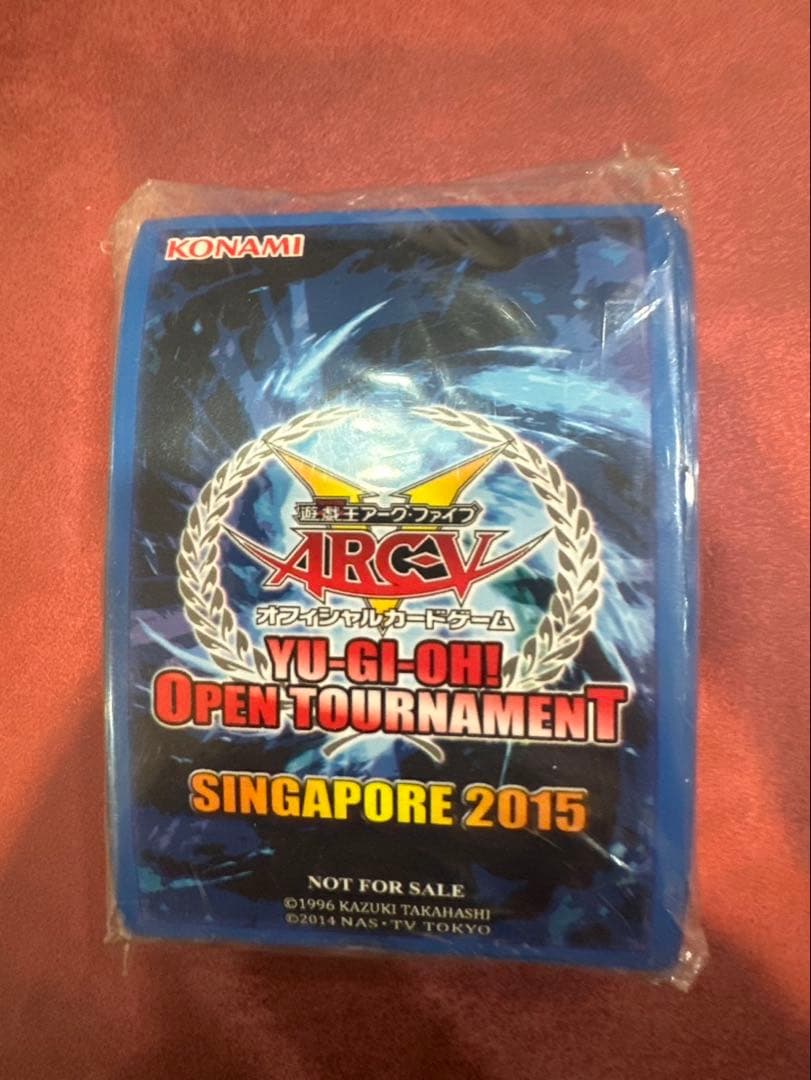 KONAMI
遊戯王アーク・ファイブ
ARC-V
オフィシャルカードゲーム
YU-GI-OH!
OPEN TOURNAMENT
SINGAPORE 2015
NOT FOR SALE
©1996 KAZUKI TAKAHASHI
©2014 NAS・TV TOKYO